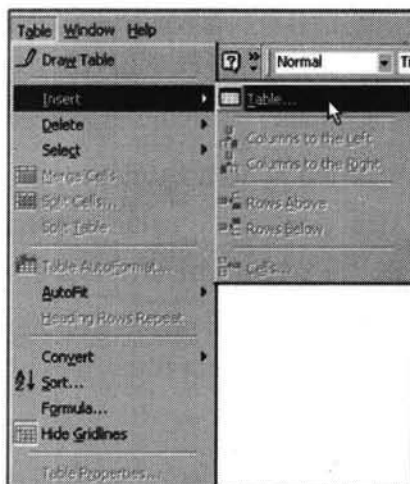 Table Window Help
Draw Table
Normal
Insert
Table...
Delete
Columns to the Left
Select
Columns to the Right
Merge Cells
Split Cells...
Rows Above
Split Table
Rows Below
Table AutoFormat...
Cells...
AutoFit
Heading Rows Repeat
Convert
Sort...
Formula...
Hide Gridlines
Table Properties...